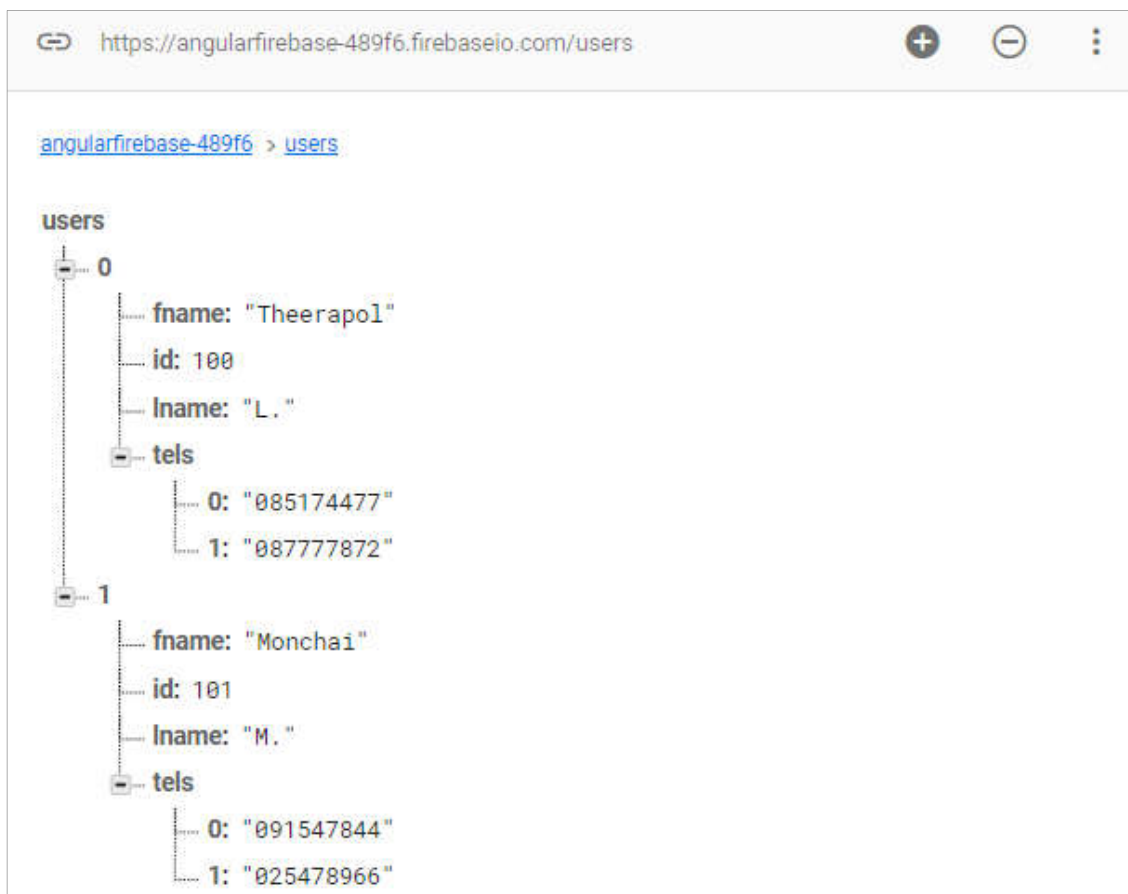 https://angularfirebase-489f6.firebaseio.com/users
angularfirebase-489f6 > users
users
0
fname: "Theerapol"
id: 100
lname: "L."
tels
0: "085174477"
1: "087777872"
1
fname: "Monchai"
id: 101
lname: "M."
tels
0: "091547844"
1: "025478966"